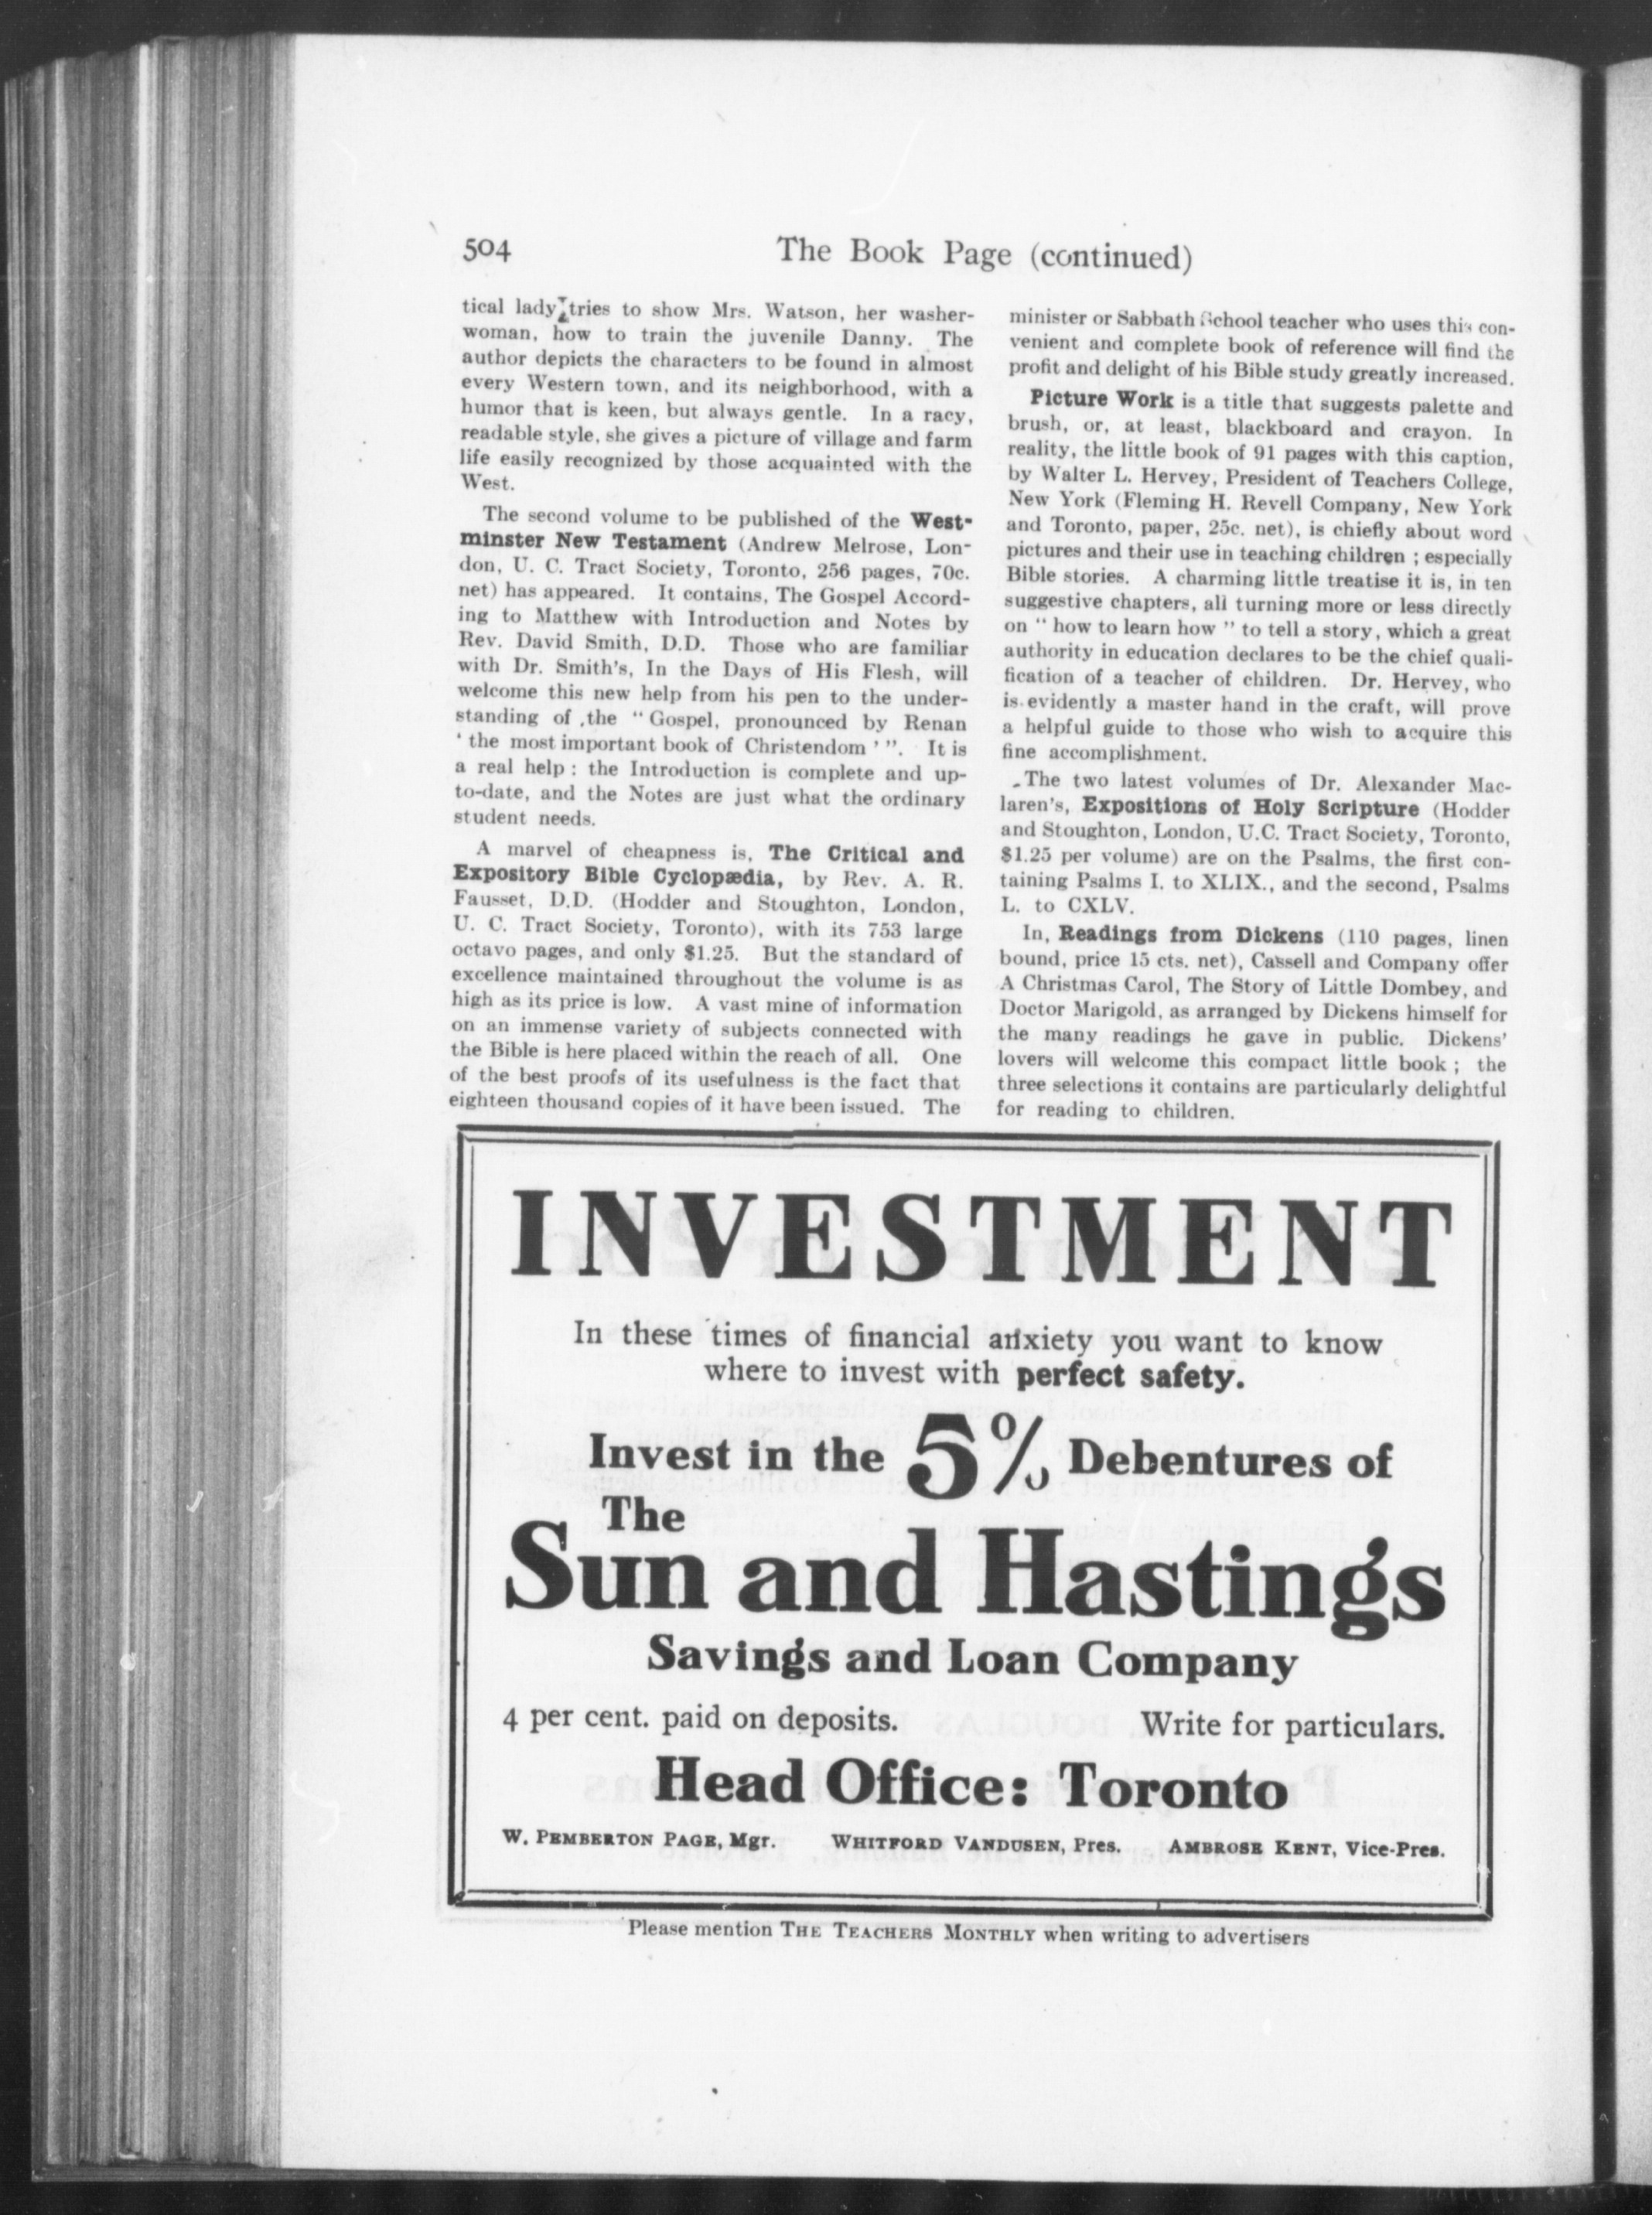 504
The Book Page (continued)
tical lady tries to show Mrs. Watson, her washer-
woman, how to train the juvenile Danny. The
author depicts the characters to be found in almost
every Western town, and its neighborhood, with a
humor that is keen, but always gentle. In a racy,
readable style, she gives a picture of village and farm
life easily recognized by those acquainted with the
West.
The second volume to be published of the West-
minster New Testament (Andrew Melrose, Lon-
don, U. C. Tract Society, Toronto, 256 pages, 70c.
net) has appeared. It contains, The Gospel Accord-
ing to Matthew with Introduction and Notes by
Rev. David Smith, D.D. Those who are familiar
with Dr. Smith's, In the Days of His Flesh, will
welcome this new help from his pen to the under-
standing of the " Gospel, pronounced by Renan
' the most important book of Christendom ' ". It is
a real help : the Introduction is complete and up-
to-date, and the Notes are just what the ordinary
student needs.
A marvel of cheapness is, The Critical and
Expository Bible Cyclopædia, by Rev. A. R.
Fausset, D.D. (Hodder and Stoughton, London,
U. C. Tract Society, Toronto), with its 753 large
octavo pages, and only $1.25. But the standard of
excellence maintained throughout the volume is as
high as its price is low. A vast mine of information
on an immense variety of subjects connected with
the Bible is here placed within the reach of all. One
of the best proofs of its usefulness is the fact that
eighteen thousand copies of it have been issued. The
minister or Sabbath School teacher who uses this con-
venient and complete book of reference will find the
profit and delight of his Bible study greatly increased.
Picture Work is a title that suggests palette and
brush, or, at least, blackboard and crayon. In
reality, the little book of 91 pages with this caption,
by Walter L. Hervey, President of Teachers College,
New York (Fleming H. Revell Company, New York
and Toronto, paper, 25c. net), is chiefly about word
pictures and their use in teaching children ; especially
Bible stories. A charming little treatise it is, in ten
suggestive chapters, all turning more or less directly
on " how to learn how " to tell a story, which a great
authority in education declares to be the chief quali-
fication of a teacher of children. Dr. Hervey, who
is evidently a master hand in the craft, will prove
a helpful guide to those who wish to acquire this
fine accomplishment.
The two latest volumes of Dr. Alexander Mac-
laren's, Expositions of Holy Scripture (Hodder
and Stoughton, London, U.C. Tract Society, Toronto,
$1.25 per volume) are on the Psalms, the first con-
taining Psalms I. to XLIX., and the second, Psalms
L. to CXLV.
In, Readings from Dickens (110 pages, linen
bound, price 15 cts. net), Cassell and Company offer
A Christmas Carol, The Story of Little Dombey, and
Doctor Marigold, as arranged by Dickens himself for
the many readings he gave in public. Dickens'
lovers will welcome this compact little book ; the
three selections it contains are particularly delightful
for reading to children.
INVESTMENT
In these times of financial anxiety you want to know
where to invest with perfect safety.
Invest in the 5% Debentures of
The
Sun and Hastings
Savings and Loan Company
4 per cent. paid on deposits. Write for particulars.
Head Office: Toronto
W. PEMBERTON PAGE, Mgr. WHITFORD VANDUSEN, Pres. AMBROSE KENT, Vice-Pres.
Please mention THE TEACHERS MONTHLY when writing to advertisers